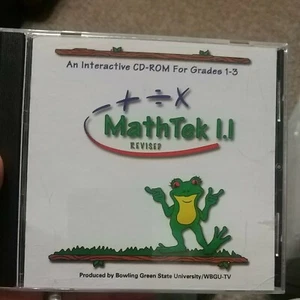 An Interactive CD-ROM For Grades 1-3
- + ÷ x
MathTek 1.1
REVISED
Produced by Bowling Green State University/WBGU-TV